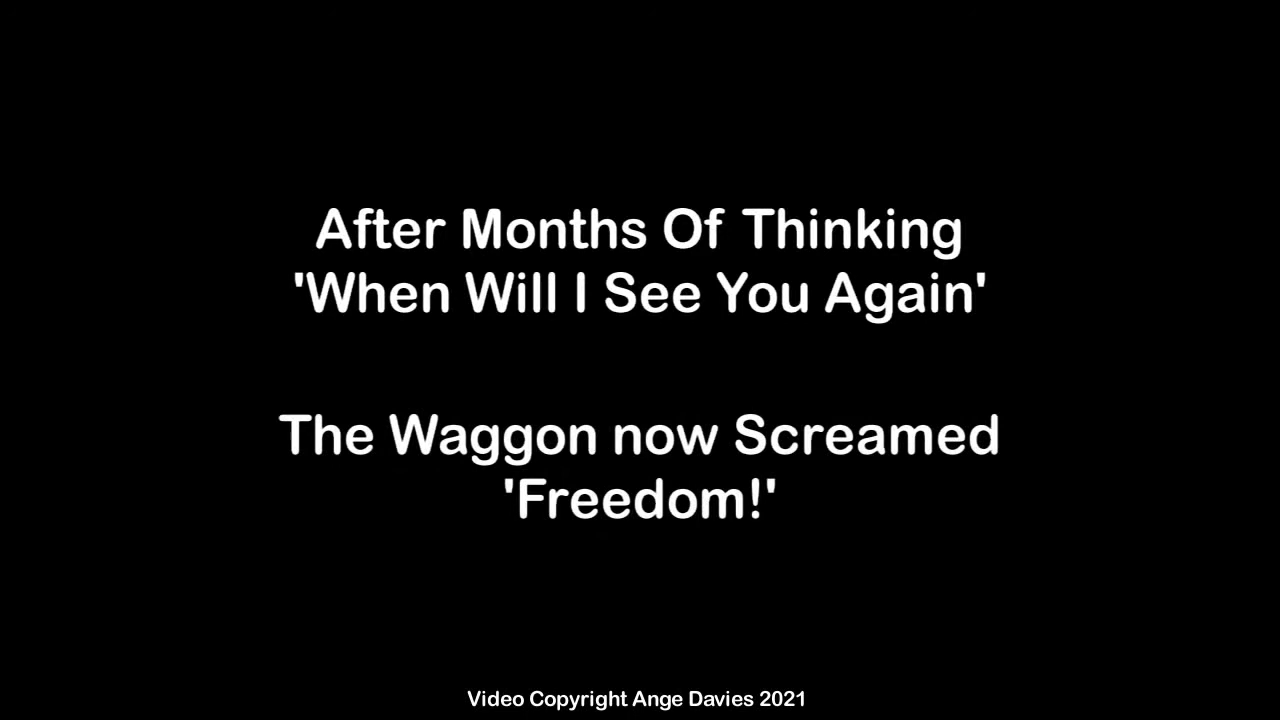 After Months Of Thinking
'When Will I See You Again'
The Waggon now Screamed
'Freedom!'
Video Copyright Ange Davies 2021